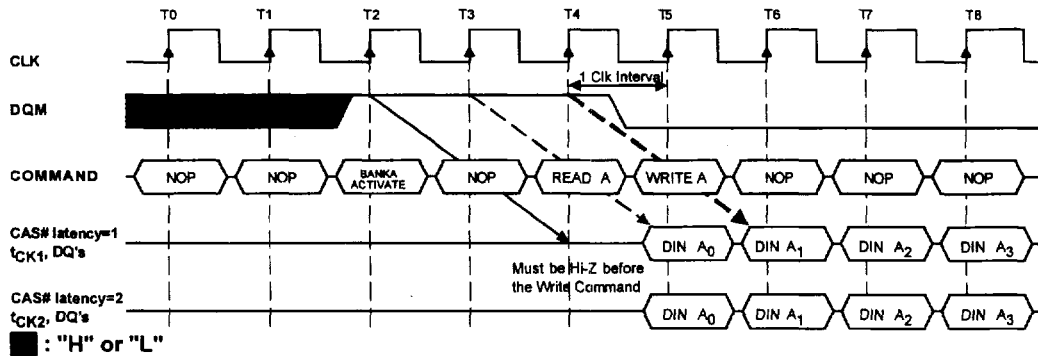 T0 T1 T2 T3 T4 T5 T6 T7 T8
CLK
1 Clk Interval
DQM
COMMAND NOP NOP BANKA ACTIVATE NOP READ A WRITE A NOP NOP NOP
CAS# latency=1
tCK1, DQ's
DIN A0 DIN A1 DIN A2 DIN A3
Must be Hi-Z before
the Write Command
CAS# latency=2
tCK2, DQ's
DIN A0 DIN A1 DIN A2 DIN A3
: "H" or "L"